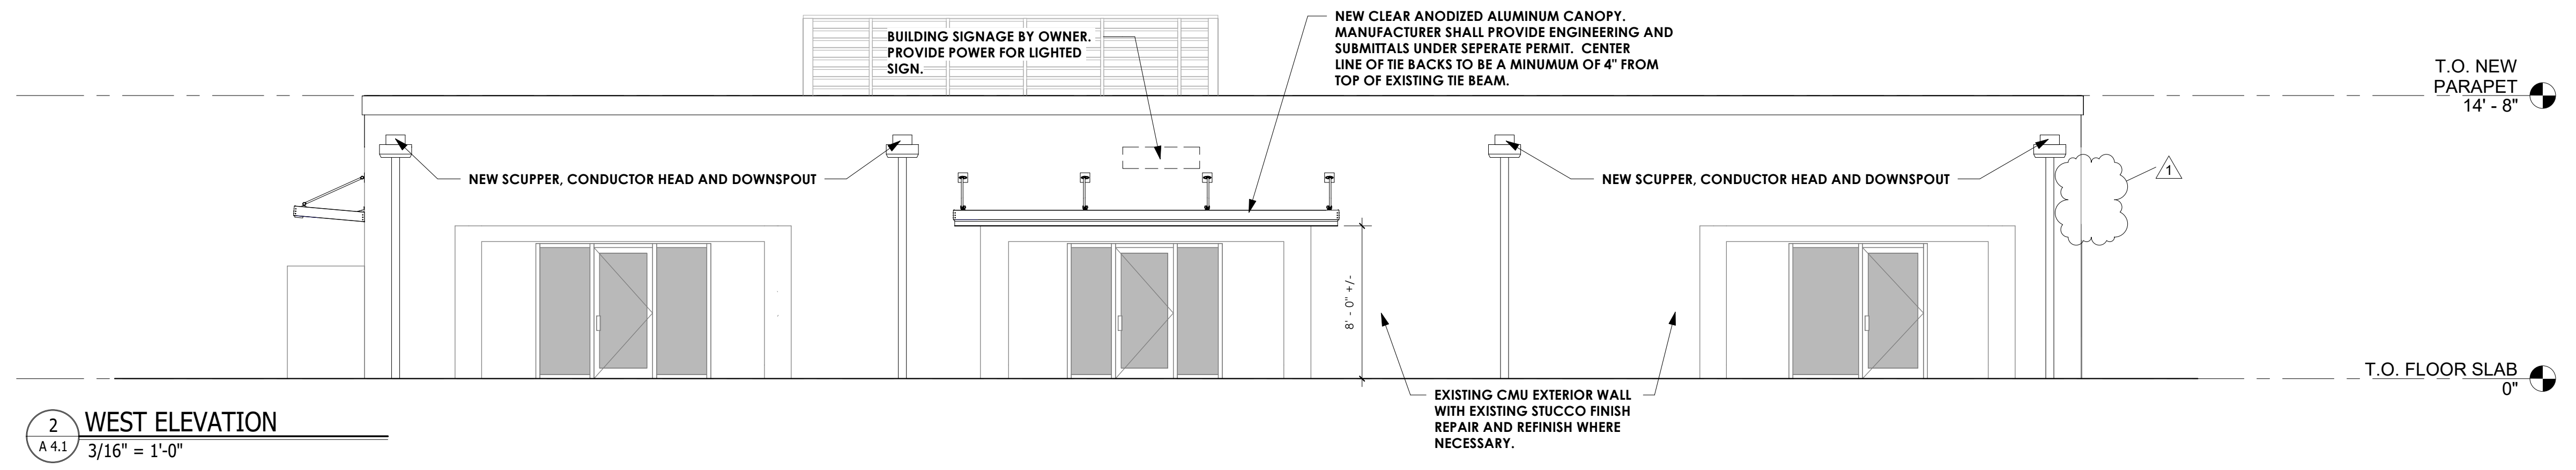 BUILDING SIGNAGE BY OWNER.
PROVIDE POWER FOR LIGHTED
SIGN.
NEW CLEAR ANODIZED ALUMINUM CANOPY.
MANUFACTURER SHALL PROVIDE ENGINEERING AND
SUBMITTALS UNDER SEPERATE PERMIT. CENTER
LINE OF TIE BACKS TO BE A MINUMUM OF 4" FROM
TOP OF EXISTING TIE BEAM.
T.O. NEW
PARAPET
14' - 8"
NEW SCUPPER, CONDUCTOR HEAD AND DOWNSPOUT
NEW SCUPPER, CONDUCTOR HEAD AND DOWNSPOUT
1
8' - 0" +/-
T.O. FLOOR SLAB
0"
EXISTING CMU EXTERIOR WALL
WITH EXISTING STUCCO FINISH
REPAIR AND REFINISH WHERE
NECESSARY.
2
A 4.1
WEST ELEVATION
3/16" = 1'-0"